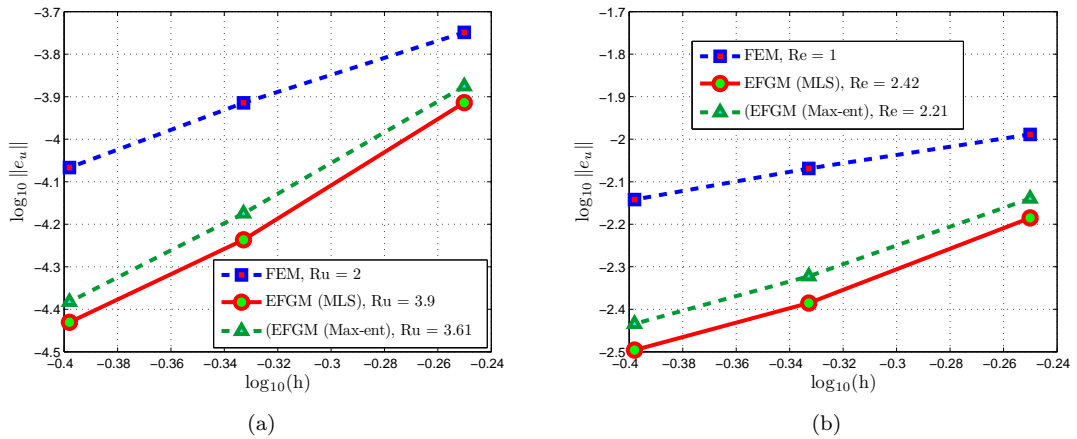 −3.7
−3.8
−3.9
−4
−4.1
−4.2
−4.3
−4.4
−4.5
log₁₀ ||eᵤ||
FEM, Ru = 2
EFGM (MLS), Ru = 3.9
(EFGM (Max-ent), Ru = 3.61
−0.4 −0.38 −0.36 −0.34 −0.32 −0.3 −0.28 −0.26 −0.24
log₁₀(h)
(a)
−1.5
−1.6
−1.7
−1.8
−1.9
−2
−2.1
−2.2
−2.3
−2.4
−2.5
log₁₀ ||eᵤ||
FEM, Re = 1
EFGM (MLS), Re = 2.42
(EFGM (Max-ent), Re = 2.21
−0.4 −0.38 −0.36 −0.34 −0.32 −0.3 −0.28 −0.26 −0.24
log₁₀(h)
(b)